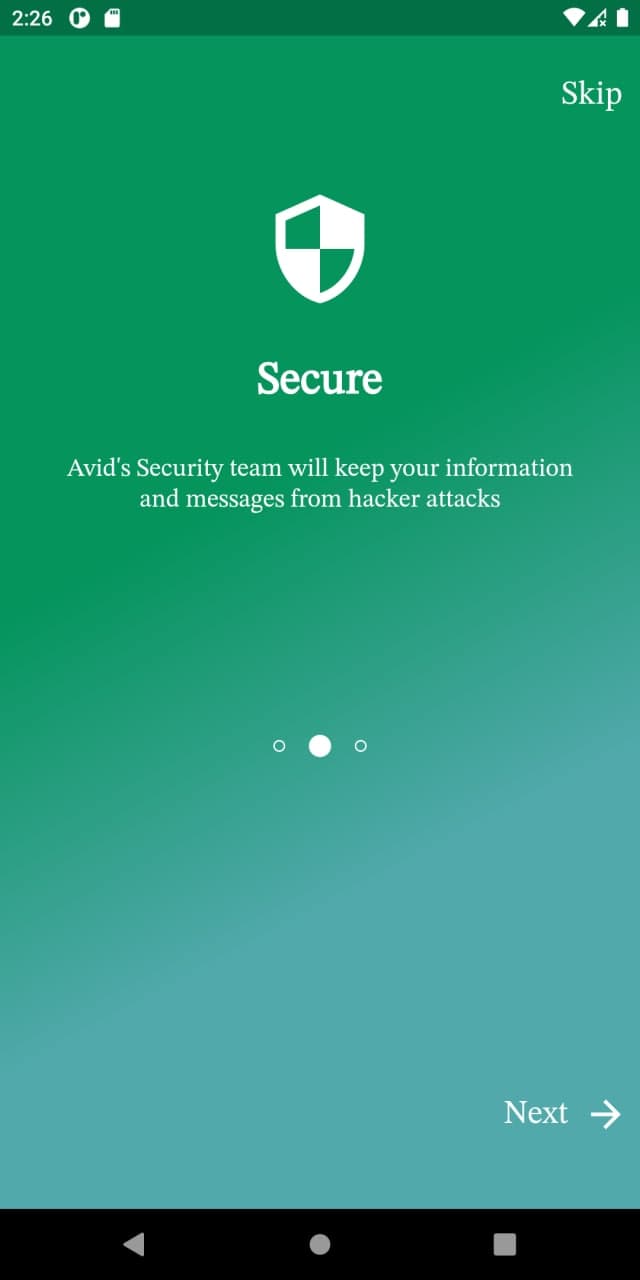 2:26
Skip
Secure
Avid's Security team will keep your information
and messages from hacker attacks
Next